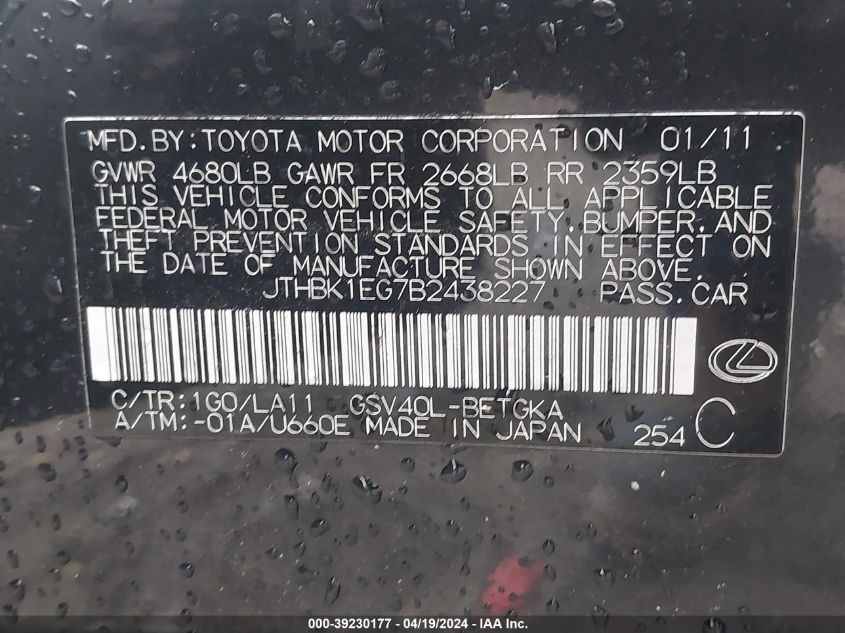 MFD.BY:TOYOTA MOTOR CORPORATION 01/11
GVWR 4680LB GAWR FR 2668LB RR 2359LB
THIS VEHICLE CONFORMS TO ALL APPLICABLE
FEDERAL MOTOR VEHICLE SAFETY,BUMPER,AND
THEFT PREVENTION STANDARDS IN EFFECT ON
THE DATE OF MANUFACTURE SHOWN ABOVE.
JTHBK1EG7B2438227 PASS.CAR
C/TR:1G0/LA11 GSV40L-BETGKA
A/TM:-01A/U660E MADE IN JAPAN 254 C
000-39230177 - 04/19/2024 - IAA Inc.